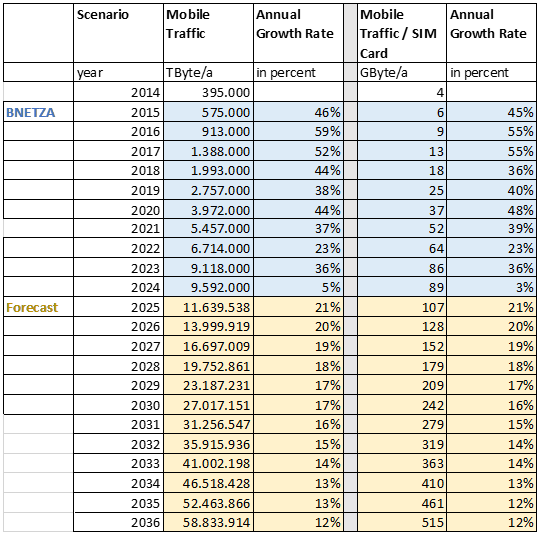 Scenario Mobile Traffic Annual Growth Rate Mobile Traffic / SIM Card Annual Growth Rate
year TByte/a in percent GByte/a in percent
2014 395.000 4
BNETZA 2015 575.000 46% 6 45%
2016 913.000 59% 9 55%
2017 1.388.000 52% 13 55%
2018 1.993.000 44% 18 36%
2019 2.757.000 38% 25 40%
2020 3.972.000 44% 37 48%
2021 5.457.000 37% 52 39%
2022 6.714.000 23% 64 23%
2023 9.118.000 36% 86 36%
2024 9.592.000 5% 89 3%
Forecast 2025 11.639.538 21% 107 21%
2026 13.999.919 20% 128 20%
2027 16.697.009 19% 152 19%
2028 19.752.861 18% 179 18%
2029 23.187.231 17% 209 17%
2030 27.017.151 17% 242 16%
2031 31.256.547 16% 279 15%
2032 35.915.936 15% 319 14%
2033 41.002.198 14% 363 14%
2034 46.518.428 13% 410 13%
2035 52.463.866 13% 461 12%
2036 58.833.914 12% 515 12%